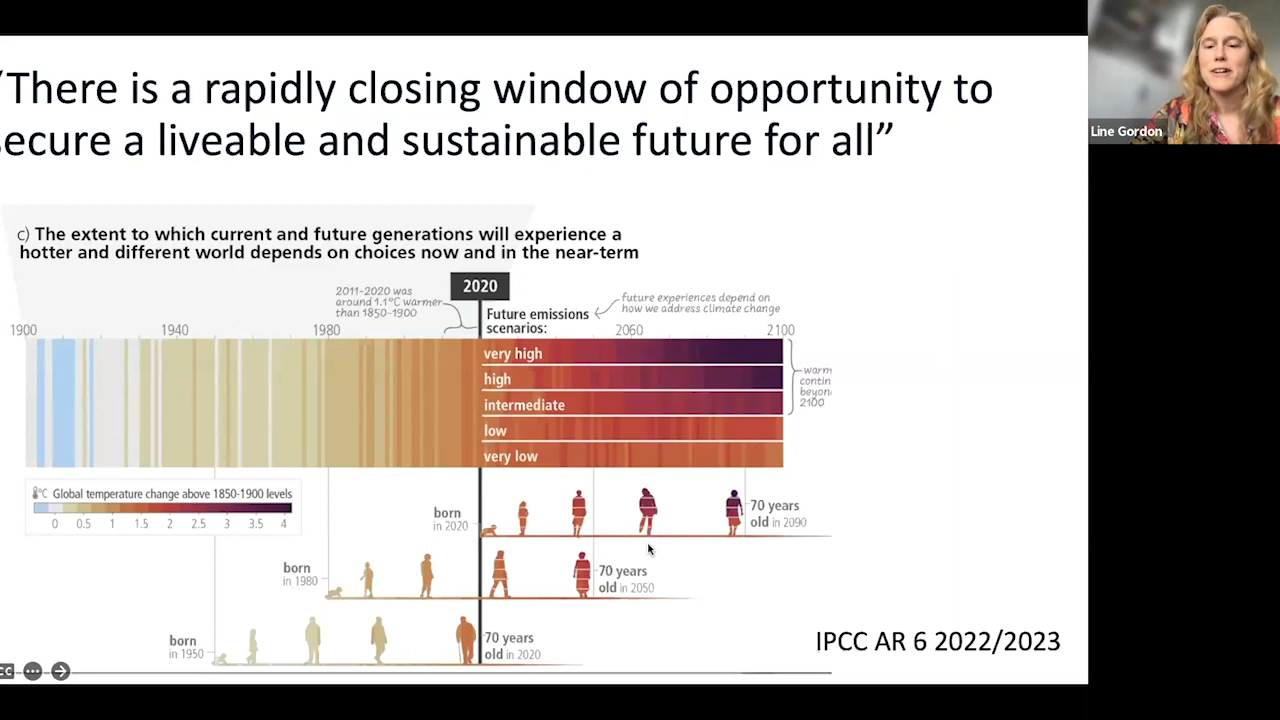 “There is a rapidly closing window of opportunity to
secure a liveable and sustainable future for all”
Line Gordon
c) The extent to which current and future generations will experience a
hotter and different world depends on choices now and in the near-term
2020
2011-2020 was
around 1.1°C warmer
than 1850-1900
future experiences depend on
how we address climate change
Future emissions
scenarios:
1900 1940 1980 2060 2100
very high
high
intermediate
low
very low
warm
contin
beyon
2100
°C Global temperature change above 1850-1900 levels
0 0.5 1 1.5 2 2.5 3 3.5 4
born
in 2020
70 years
old in 2090
born
in 1980
70 years
old in 2050
born
in 1950
70 years
old in 2020
IPCC AR 6 2022/2023
CC